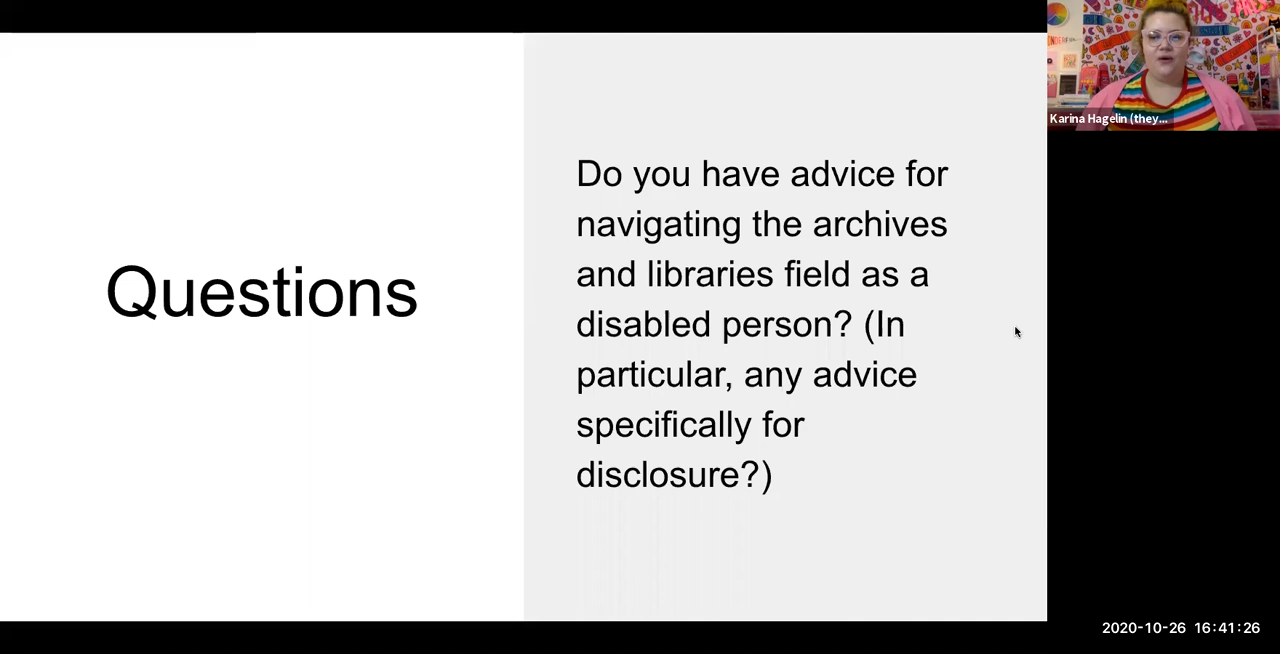 Questions
Do you have advice for
navigating the archives
and libraries field as a
disabled person? (In
particular, any advice
specifically for
disclosure?)
Karina Hagelin (they...
2020-10-26 16:41:26